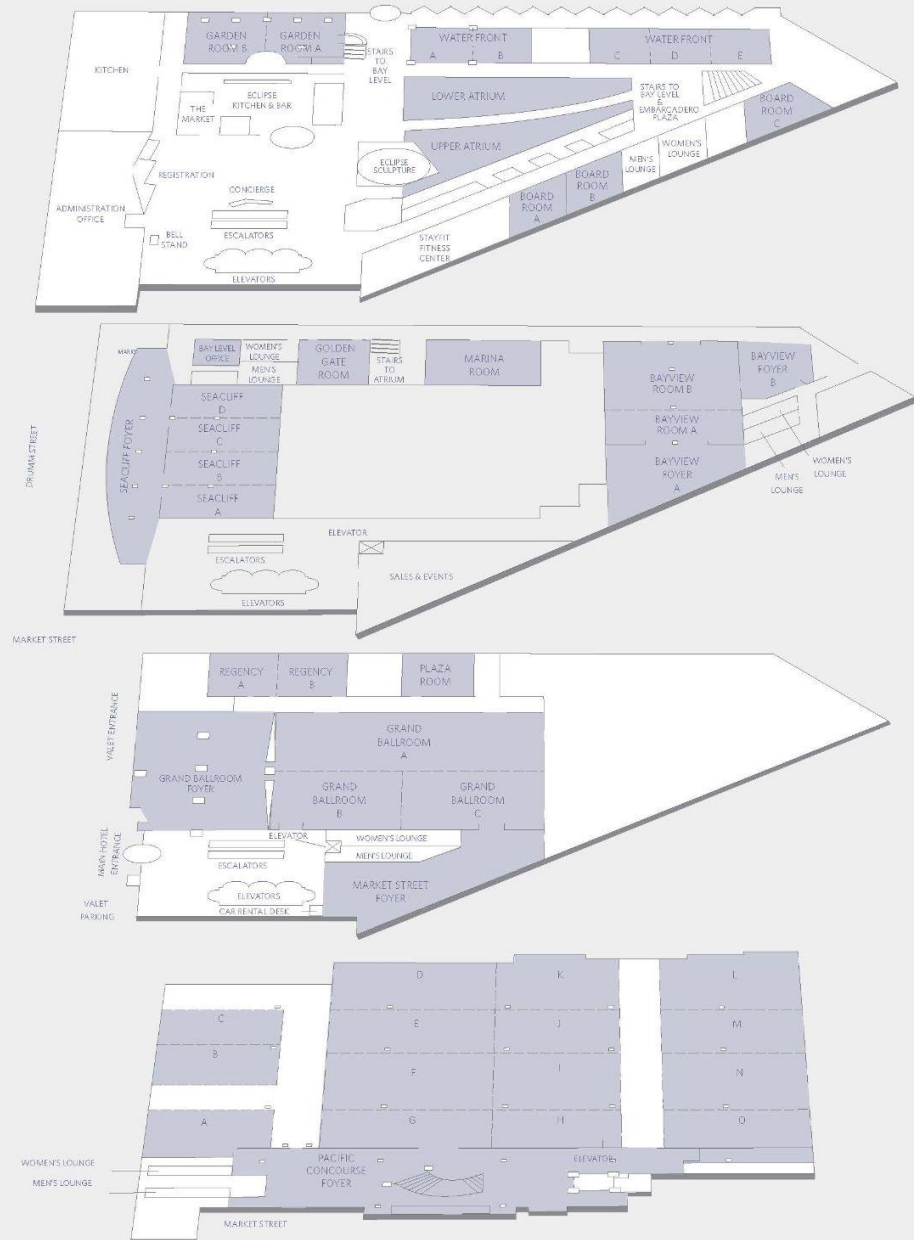 GARDEN
ROOM B
GARDEN
ROOM A
STAIRS
TO
BAY
LEVEL
WATER FRONT
A
B
WATER FRONT
C
D
E
KITCHEN
ECLIPSE
KITCHEN & BAR
THE
MARKET
LOWER ATRIUM
STAIRS TO
BAY LEVEL
&
EMBARCADERO
PLAZA
BOARD
ROOM
C
UPPER ATRIUM
ECLIPSE
SCULPTURE
WOMEN'S
LOUNGE
MEN'S
LOUNGE
REGISTRATION
CONCIERGE
BOARD
ROOM
B
BOARD
ROOM
A
ADMINISTRATION
OFFICE
BELL
STAND
ESCALATORS
STAYFIT
FITNESS
CENTER
ELEVATORS
BAY LEVEL
OFFICE
WOMEN'S
LOUNGE
MEN'S
LOUNGE
GOLDEN
GATE
ROOM
STAIRS
TO
ATRIUM
MARINA
ROOM
BAYVIEW
ROOM B
BAYVIEW
FOYER
B
SEACLIFF
D
SEACLIFF
C
SEACLIFF
B
SEACLIFF
A
SEACLIFF FOYER
DRUMM STREET
BAYVIEW
ROOM A
BAYVIEW
FOYER
A
WOMEN'S
LOUNGE
MEN'S
LOUNGE
ELEVATOR
ESCALATORS
SALES & EVENTS
ELEVATORS
MARKET STREET
REGENCY
A
REGENCY
B
PLAZA
ROOM
VALET ENTRANCE
GRAND
BALLROOM
A
GRAND BALLROOM
FOYER
GRAND
BALLROOM
B
GRAND
BALLROOM
C
MAIN HOTEL
ENTRANCE
ELEVATOR
WOMEN'S LOUNGE
MEN'S LOUNGE
ESCALATORS
ELEVATORS
MARKET STREET
FOYER
VALET
PARKING
CAR RENTAL DESK
D
K
L
C
E
J
M
B
F
I
N
A
G
H
O
PACIFIC
CONCOURSE
FOYER
ELEVATOR
WOMEN'S LOUNGE
MEN'S LOUNGE
MARKET STREET